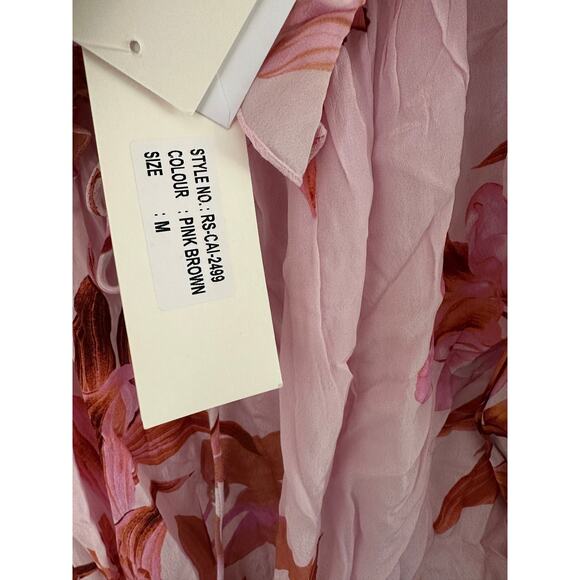 STYLE NO.: RS-CAI-2499
COLOUR : PINK BROWN
SIZE : M